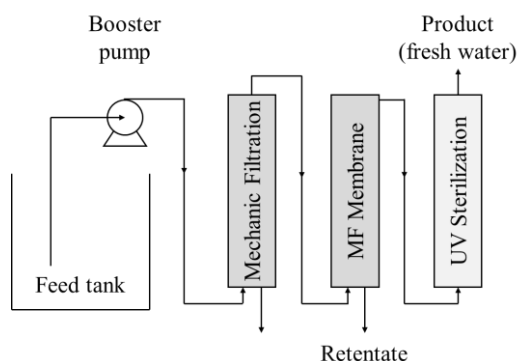 Booster
pump
Product
(fresh water)
Mechanic Filtration
MF Membrane
UV Sterilization
Feed tank
Retentate